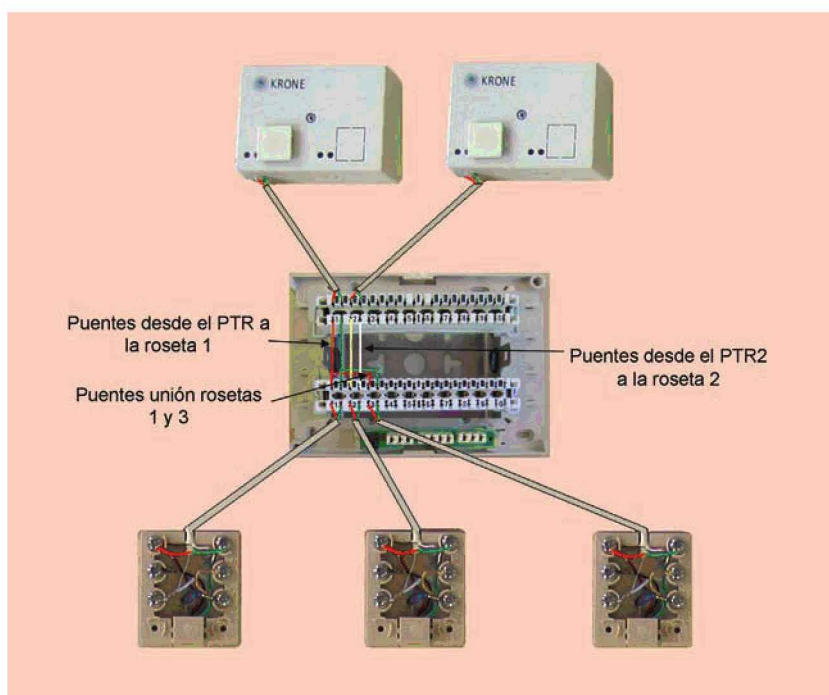 KRONE
KRONE
Puentes desde el PTR a
la roseta 1
Puentes desde el PTR2
a la roseta 2
Puentes unión rosetas
1 y 3